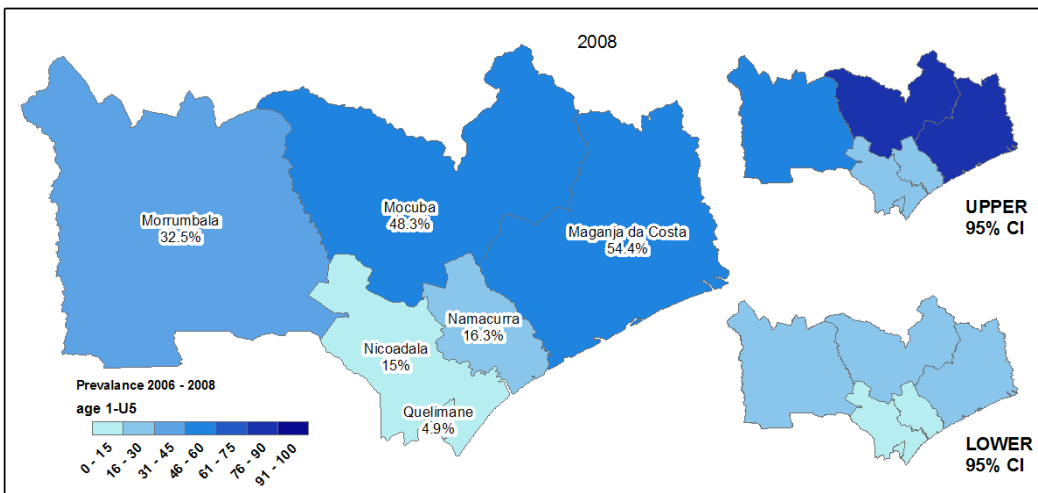 2008
Morrumbala
32.5%
Mocuba
48.3%
Maganja da Costa
54.4%
Namacurra
16.3%
Nicoadala
15%
Quelimane
4.9%
Prevalance 2006 - 2008
age 1-U5
0 - 15
16 - 30
31 - 45
46 - 60
61 - 75
76 - 90
91 - 100
UPPER
95% CI
LOWER
95% CI